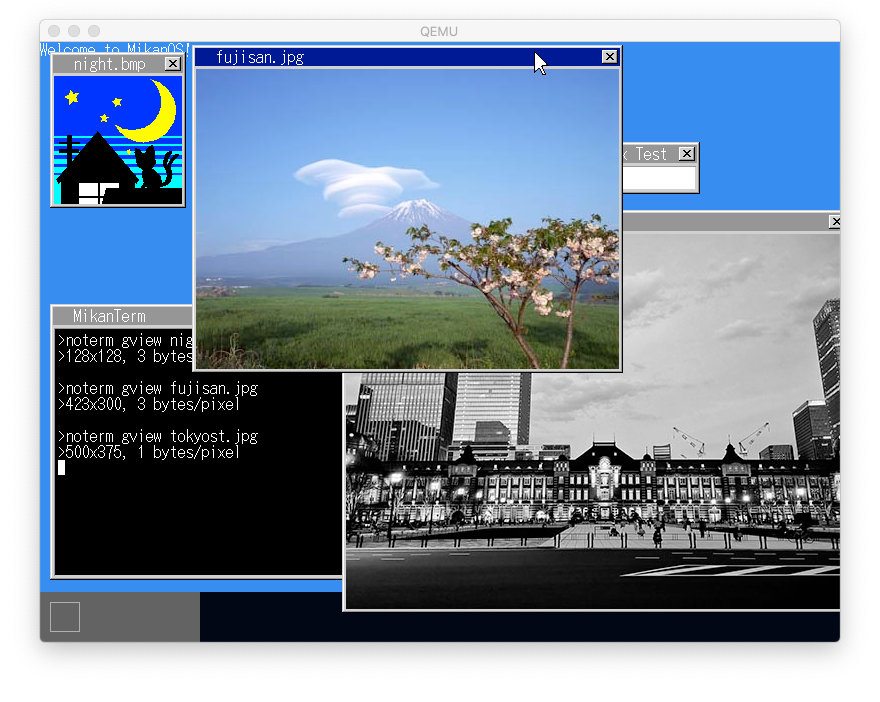 QEMU
Welcome to MikanOS!
night.bmp
fujisan.jpg
Test
MikanTerm
>noterm gview nig
>128x128, 3 bytes
>noterm gview fujisan.jpg
>423x300, 3 bytes/pixel
>noterm gview tokyost.jpg
>500x375, 1 bytes/pixel